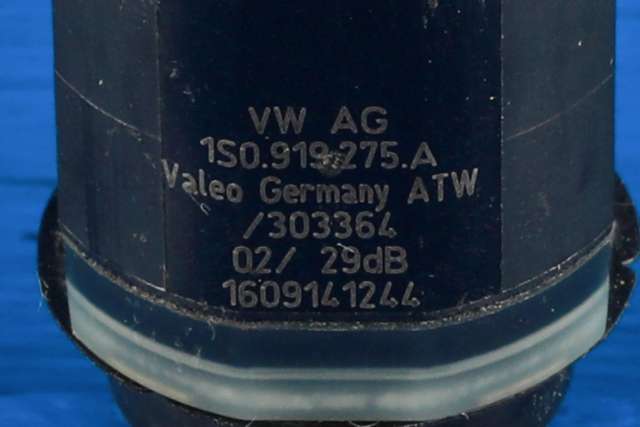 VW AG
1S0.919.275.A
Valeo Germany ATW
/303364
02/ 29dB
1609141244